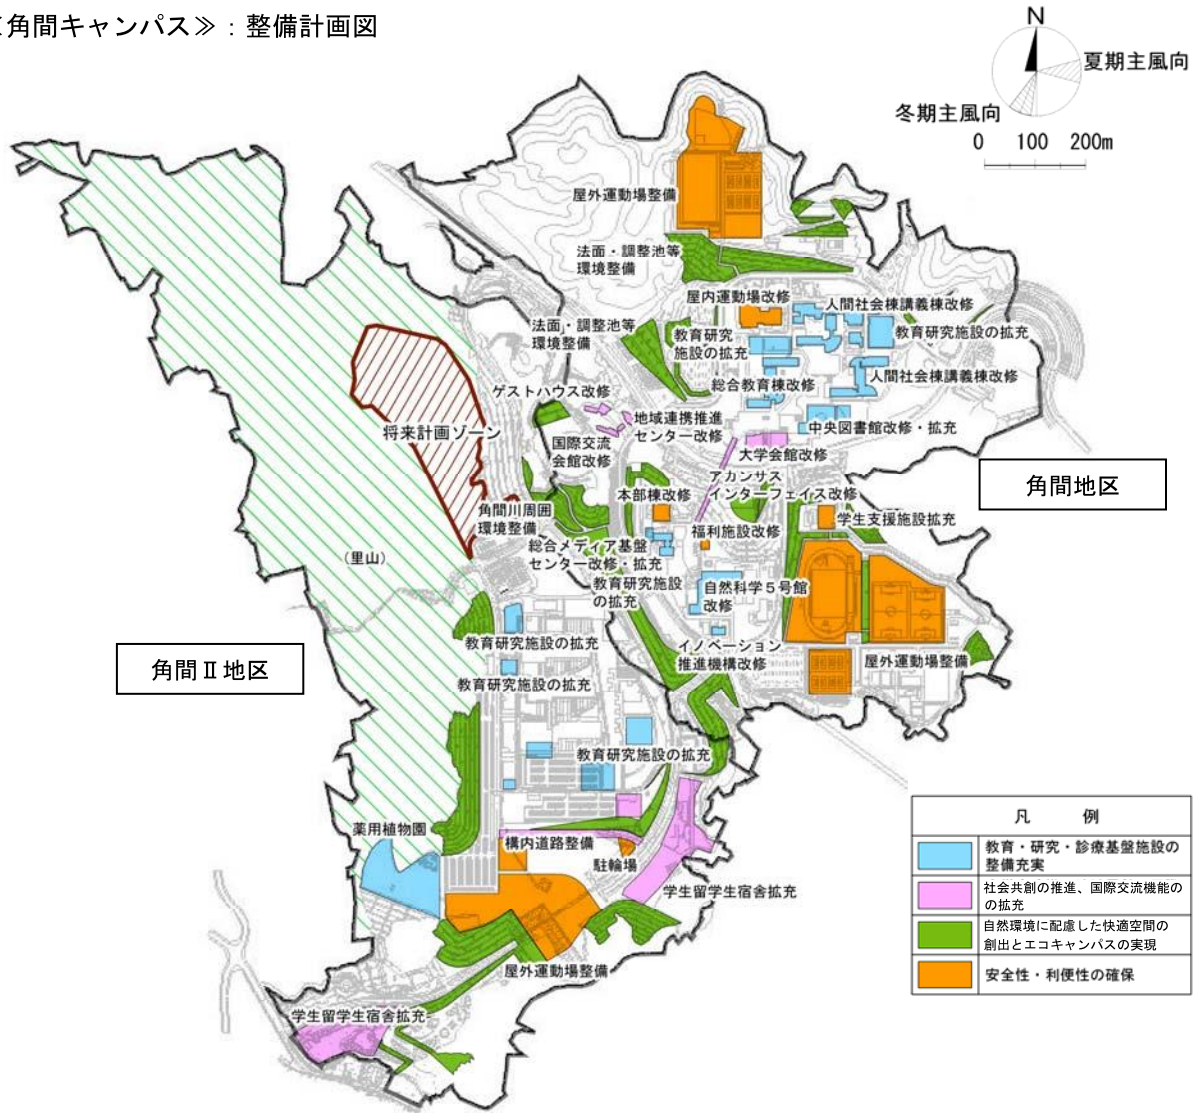 角間キャンパス≫：整備計画図
N
夏期主風向
冬期主風向
0 100 200m
屋外運動場整備
法面・調整池等
環境整備
屋内運動場改修
人間社会棟講義棟改修
法面・調整池等
環境整備
教育研究
施設の拡充
教育研究施設の拡充
総合教育棟改修
人間社会棟講義棟改修
ゲストハウス改修
地域連携推進
センター改修
中央図書館改修・拡充
将来計画ゾーン
国際交流
会館改修
大学会館改修
アカンサス
インターフェイス改修
角間地区
本部棟改修
角間川周囲
環境整備
福利施設改修
学生支援施設拡充
（里山）
総合メディア基盤
センター改修・拡充
教育研究施設
の拡充
自然科学５号館
改修
角間Ⅱ地区
教育研究施設の拡充
イノベーション
推進機構改修
屋外運動場整備
教育研究施設の拡充
教育研究施設の拡充
薬用植物園
構内道路整備
駐輪場
学生留学生宿舎拡充
屋外運動場整備
学生留学生宿舎拡充
凡 例
教育・研究・診療基盤施設の
整備充実
社会共創の推進、国際交流機能の
の拡充
自然環境に配慮した快適空間の
創出とエコキャンパスの実現
安全性・利便性の確保